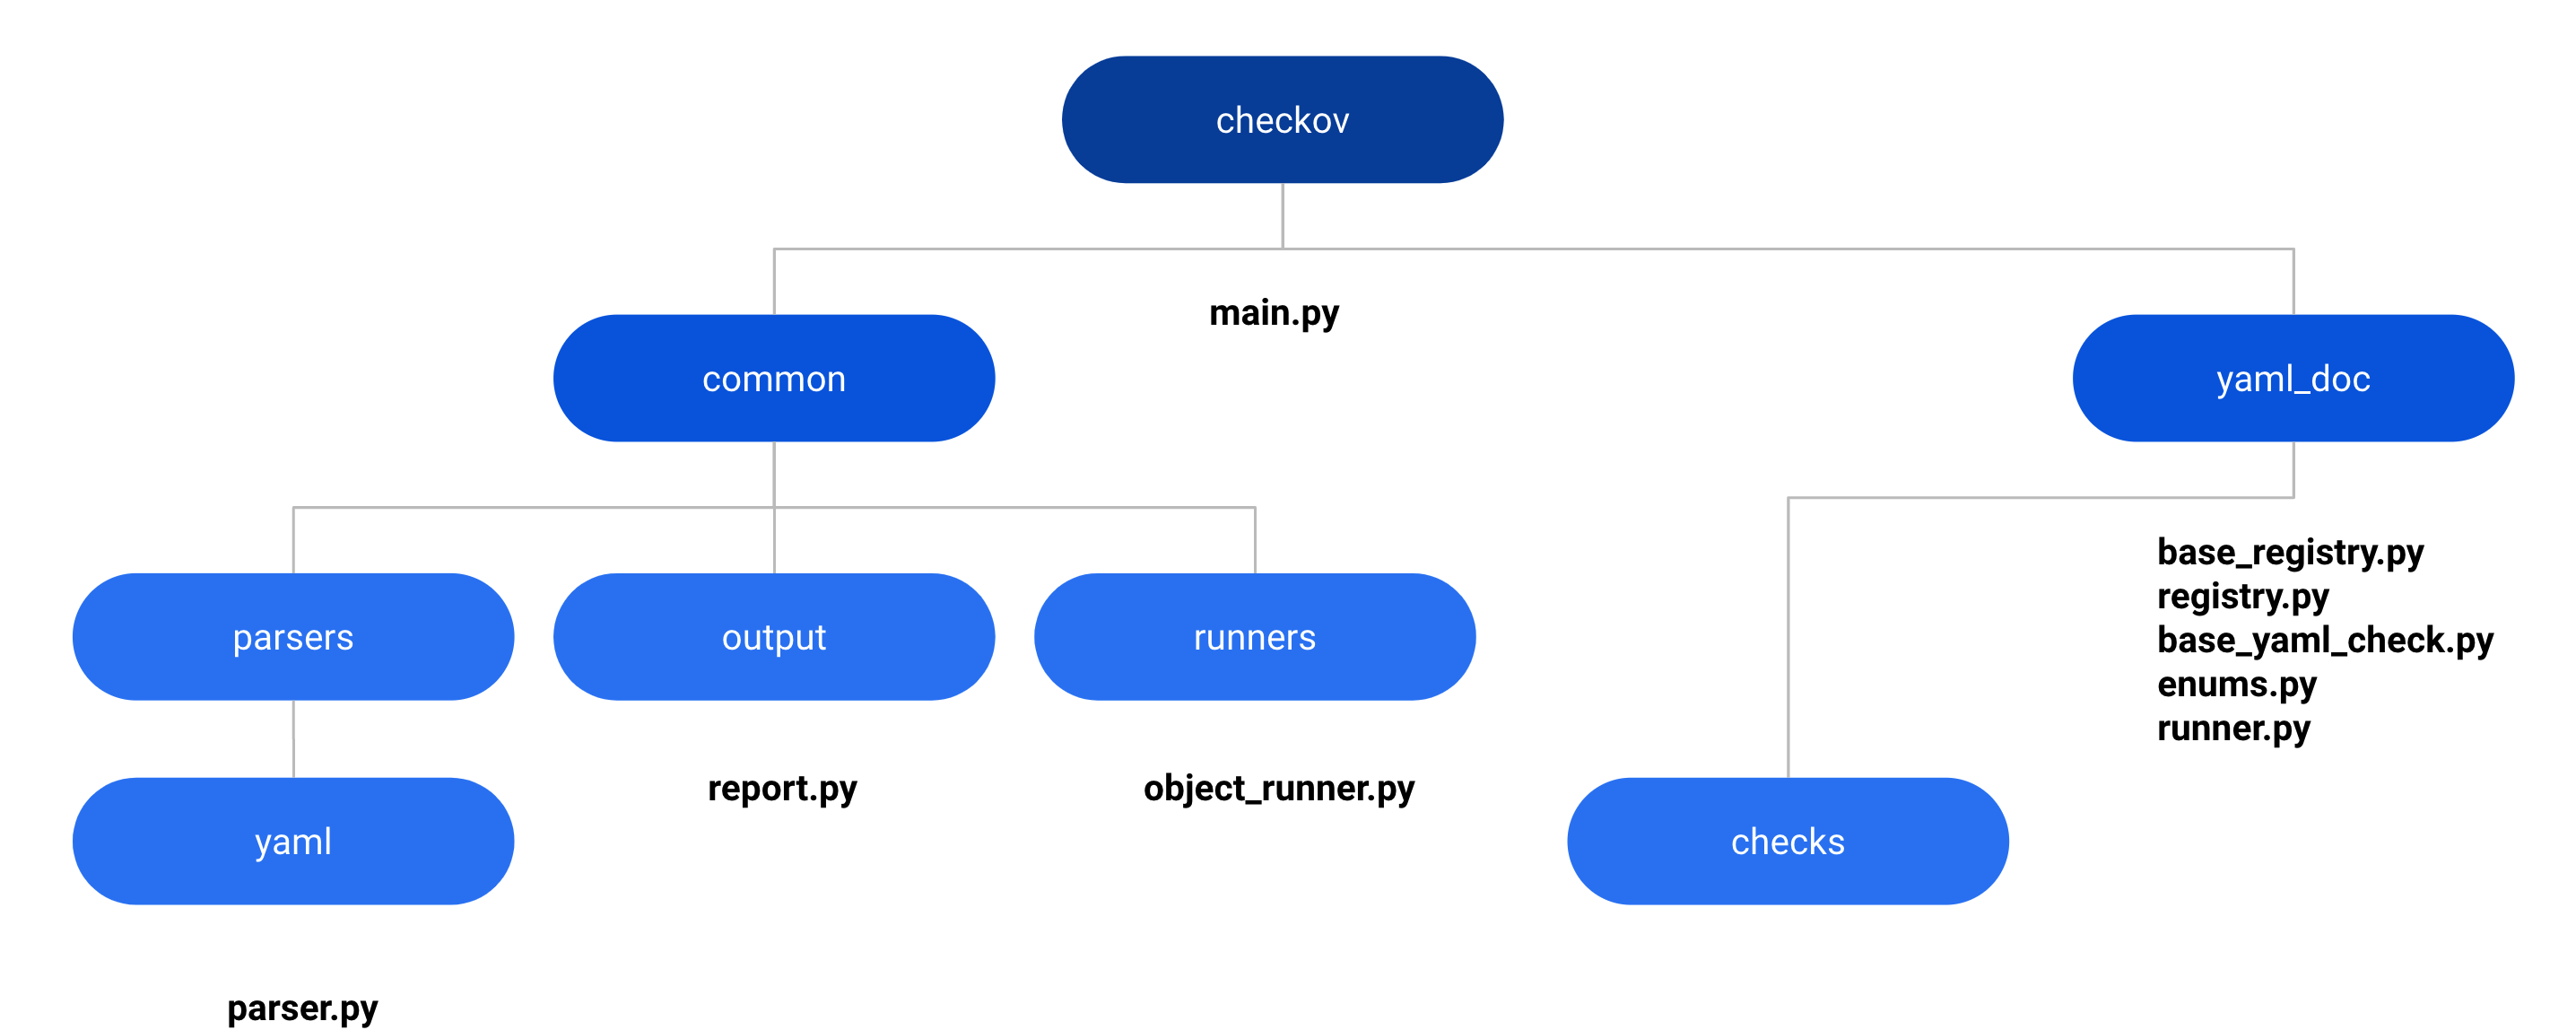 checkov
main.py
common
yaml_doc
parsers
output
runners
base_registry.py
registry.py
base_yaml_check.py
enums.py
runner.py
yaml
report.py
object_runner.py
checks
parser.py